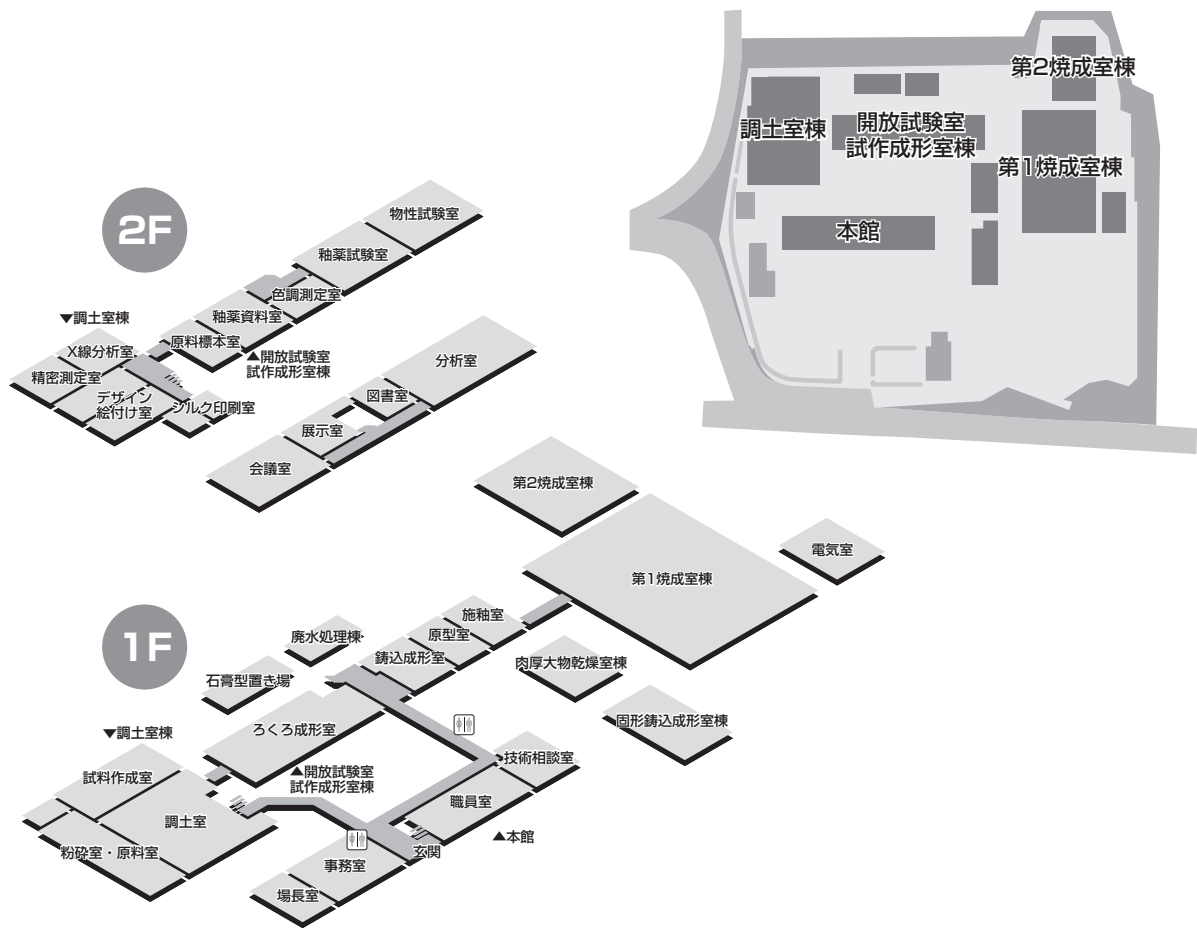 第2焼成室棟
調土室棟
開放試験室
試作成形室棟
第1焼成室棟
本館
2F
物性試験室
釉薬試験室
色調測定室
釉薬資料室
原料標本室
▼調土室棟
X線分析室
精密測定室
デザイン
絵付け室
シルク印刷室
▲開放試験室
試作成形室棟
分析室
図書室
展示室
会議室
1F
第2焼成室棟
第1焼成室棟
電気室
施釉室
原型室
鋳込成形室
廃水処理棟
石膏型置き場
ろくろ成形室
肉厚大物乾燥室棟
固形鋳込成形室棟
▼調土室棟
試料作成室
調土室
粉砕室・原料室
▲開放試験室
試作成形室棟
技術相談室
職員室
▲本館
玄関
事務室
場長室